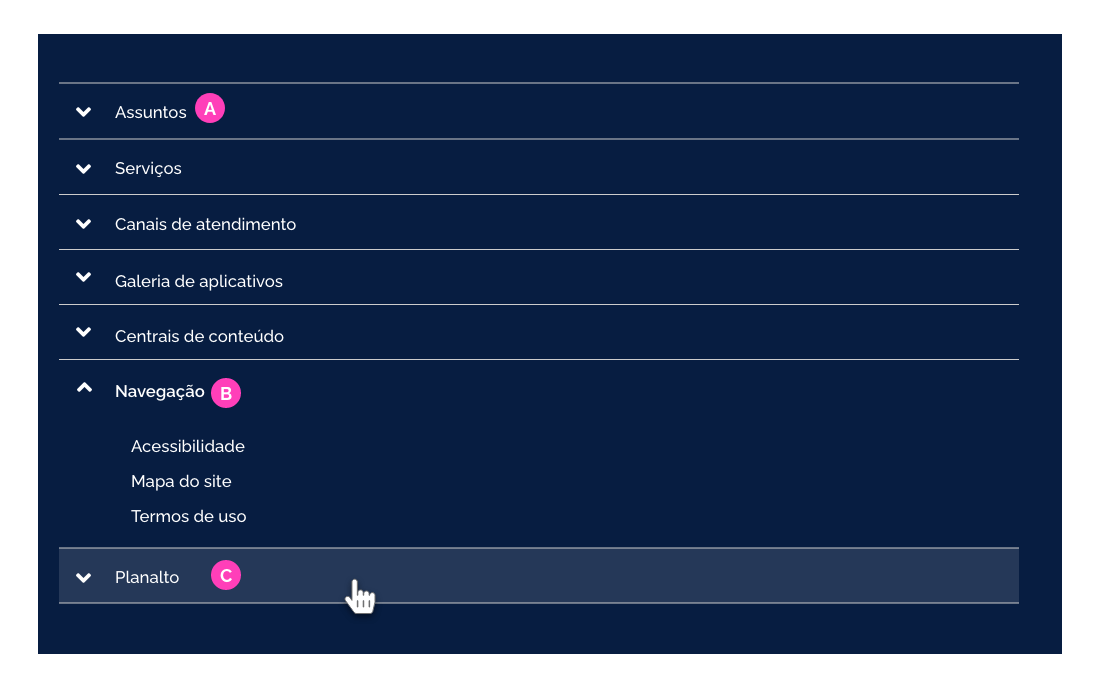 Assuntos A
Serviços
Canais de atendimento
Galeria de aplicativos
Centrais de conteúdo
Navegação B
Acessibilidade
Mapa do site
Termos de uso
Planalto C